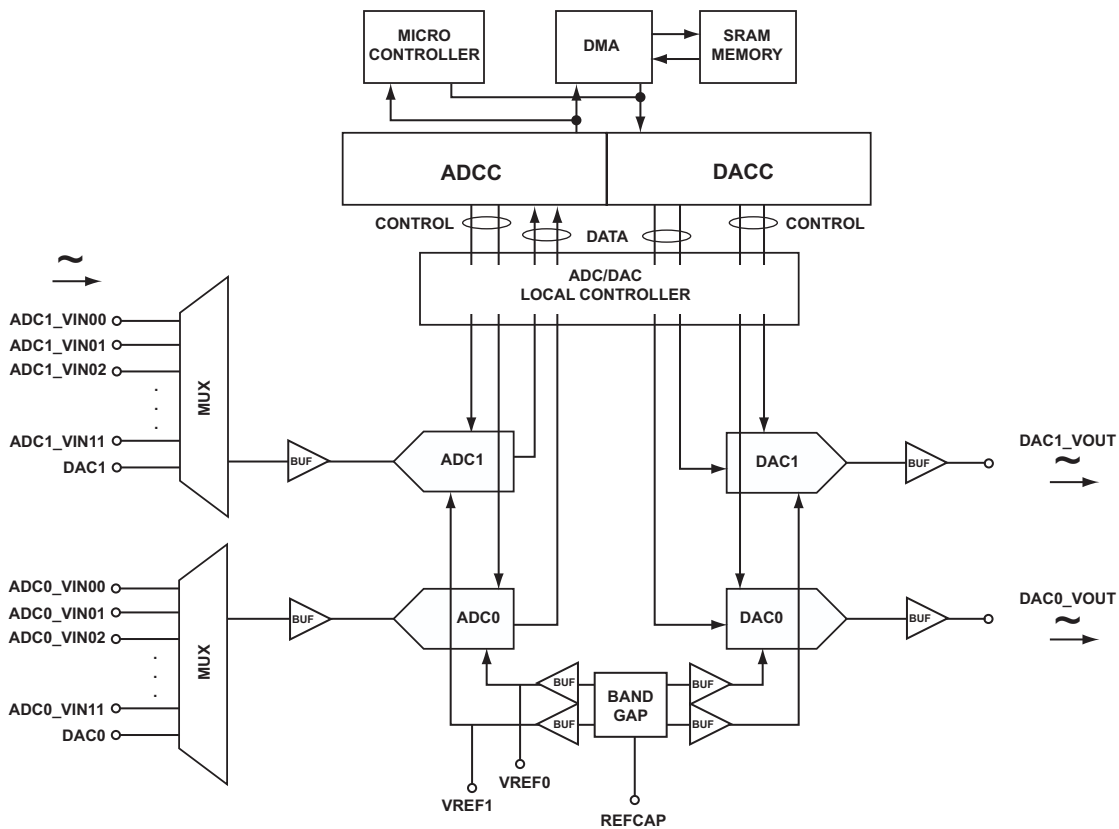 MICRO
CONTROLLER
DMA
SRAM
MEMORY
ADCC
DACC
CONTROL
DATA
CONTROL
ADC/DAC
LOCAL CONTROLLER
~
ADC1_VIN00
ADC1_VIN01
ADC1_VIN02
.
.
.
ADC1_VIN11
DAC1
MUX
BUF
ADC1
DAC1
BUF
DAC1_VOUT
~
ADC0_VIN00
ADC0_VIN01
ADC0_VIN02
.
.
.
ADC0_VIN11
DAC0
MUX
BUF
ADC0
DAC0
BUF
DAC0_VOUT
~
BUF
BUF
BAND
GAP
BUF
BUF
VREF0
VREF1
REFCAP